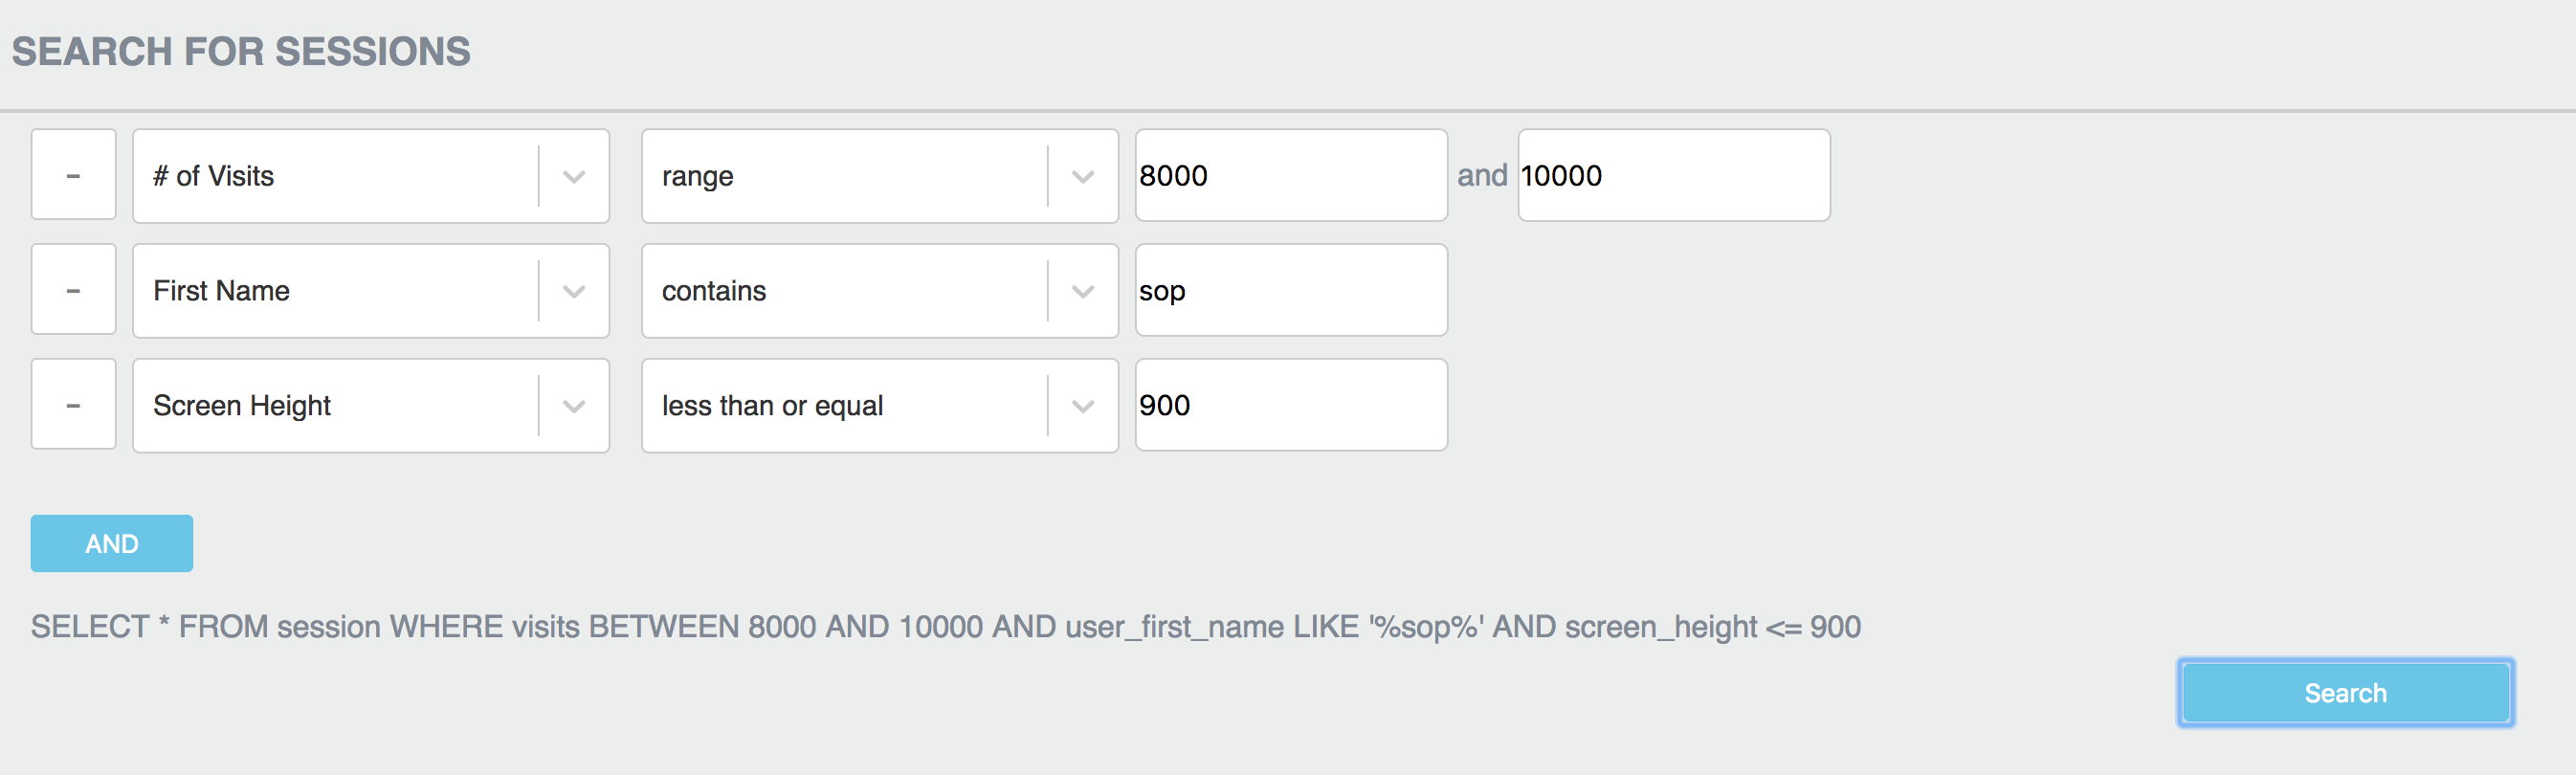 SEARCH FOR SESSIONS
- # of Visits range 8000 and 10000
- First Name contains sop
- Screen Height less than or equal 900
AND
SELECT * FROM session WHERE visits BETWEEN 8000 AND 10000 AND user_first_name LIKE '%sop%' AND screen_height <= 900
Search